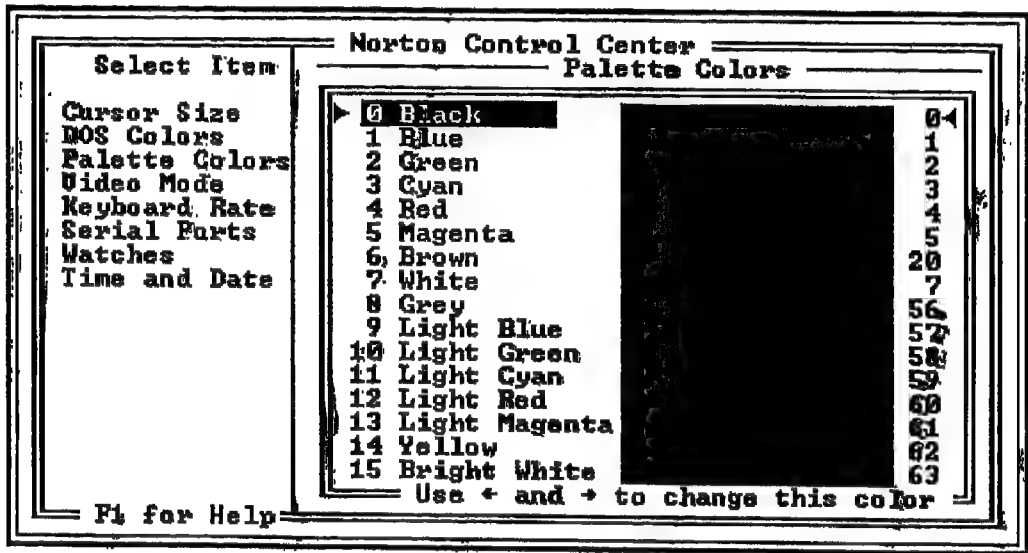 Norton Control Center
Select Item
Cursor Size
DOS Colors
Palette Colors
Video Mode
Keyboard Rate
Serial Ports
Watches
Time and Date
F1 for Help
Palette Colors
0 Black 0
1 Blue 1
2 Green 2
3 Cyan 3
4 Red 4
5 Magenta 5
6 Brown 20
7 White 7
8 Grey 56
9 Light Blue 57
10 Light Green 58
11 Light Cyan 59
12 Light Red 60
13 Light Magenta 61
14 Yellow 62
15 Bright White 63
Use ← and → to change this color